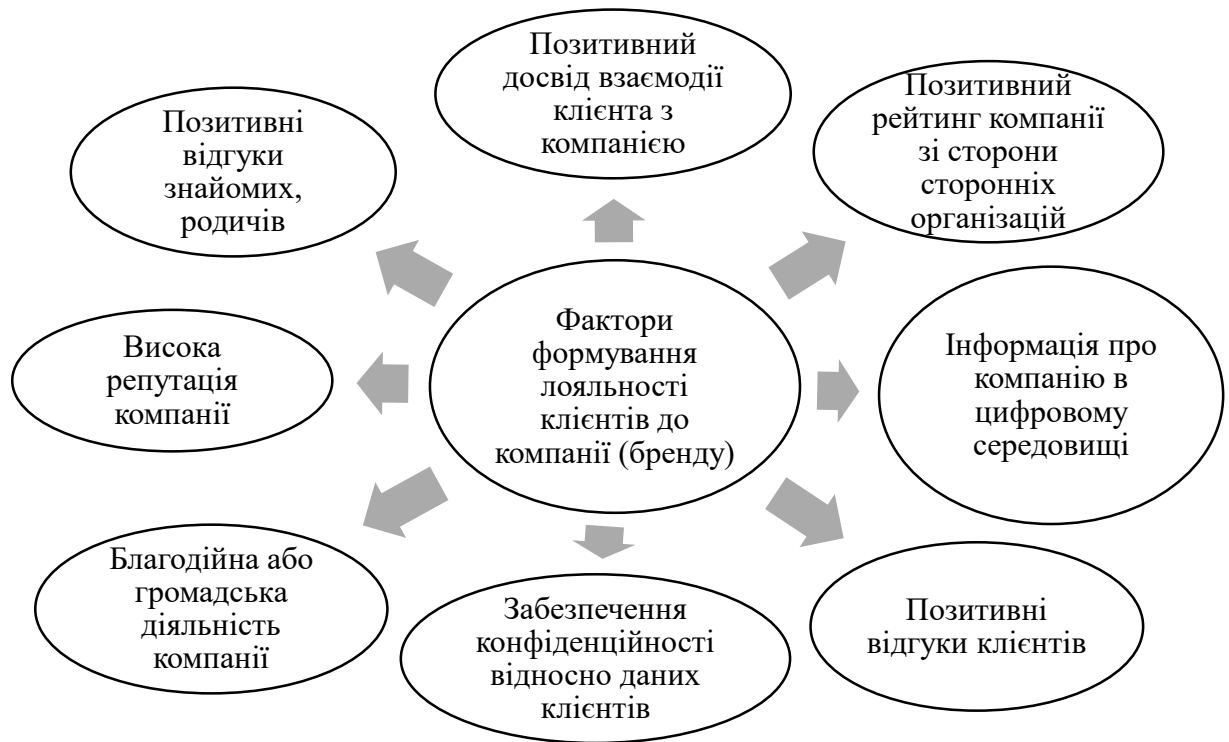 Позитивний
досвід взаємодії
клієнта з
компанією
Позитивний
рейтинг компанії
зі сторони
сторонніх
організацій
Інформація про
компанію в
цифровому
середовищі
Позитивні
відгуки клієнтів
Забезпечення
конфіденційності
відносно даних
клієнтів
Благодійна або
громадська
діяльність
компанії
Висока
репутація
компанії
Позитивні
відгуки
знайомих,
родичів
Фактори
формування
лояльності
клієнтів до
компанії (бренду)